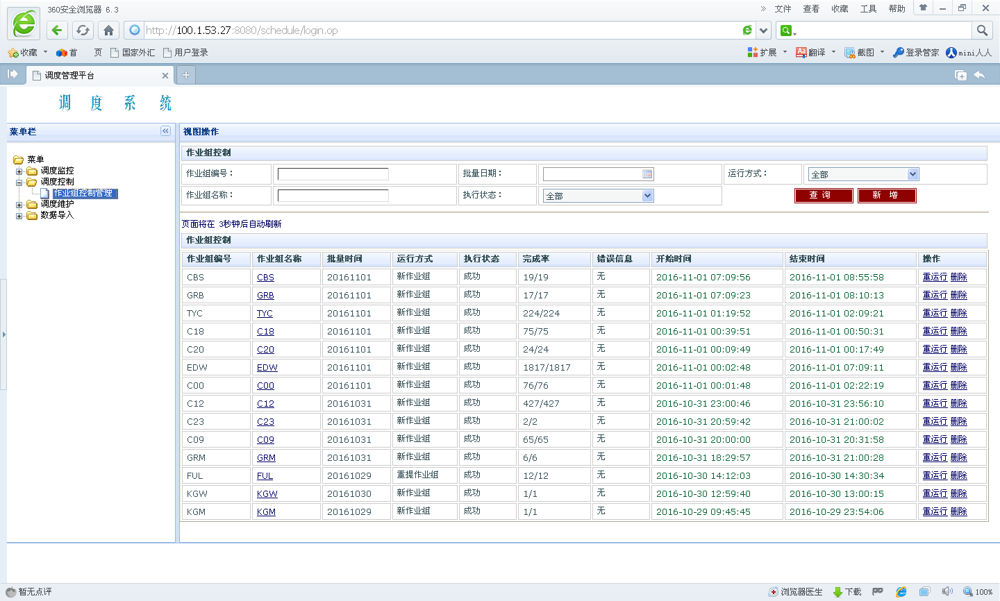 360安全浏览器 6.3
» 文件 查看 收藏 工具 帮助
http://100.1.53.27:8080/schedule/login.op
收藏 首 页 国家外汇 用户登录 扩展 翻译 截图 登录管家 mini人人
调度管理平台
调 度 系 统
菜单栏
菜单
调度监控
调度控制
作业组控制管理
调度维护
数据导入
视图操作
作业组控制
作业组编号： 批量日期： 运行方式： 全部
作业组名称： 执行状态： 全部 查 询 新 增
页面将在 3秒钟后自动刷新
作业组控制
作业组编号 作业组名称 批量时间 运行方式 执行状态 完成率 错误信息 开始时间 结束时间 操作
CBS CBS 20161101 新作业组 成功 19/19 无 2016-11-01 07:09:56 2016-11-01 08:55:58 重运行 删除
GRB GRB 20161101 新作业组 成功 17/17 无 2016-11-01 07:09:23 2016-11-01 08:10:13 重运行 删除
TYC TYC 20161101 新作业组 成功 224/224 无 2016-11-01 01:19:52 2016-11-01 02:09:21 重运行 删除
C18 C18 20161101 新作业组 成功 75/75 无 2016-11-01 00:39:51 2016-11-01 00:50:31 重运行 删除
C20 C20 20161101 新作业组 成功 24/24 无 2016-11-01 00:09:49 2016-11-01 00:17:49 重运行 删除
EDW EDW 20161101 新作业组 成功 1817/1817 无 2016-11-01 00:02:48 2016-11-01 07:09:11 重运行 删除
C00 C00 20161101 新作业组 成功 76/76 无 2016-11-01 00:01:48 2016-11-01 02:22:19 重运行 删除
C12 C12 20161031 新作业组 成功 427/427 无 2016-10-31 23:00:46 2016-10-31 23:56:10 重运行 删除
C23 C23 20161031 新作业组 成功 2/2 无 2016-10-31 20:59:42 2016-10-31 21:00:02 重运行 删除
C09 C09 20161031 新作业组 成功 65/65 无 2016-10-31 20:00:00 2016-10-31 20:31:58 重运行 删除
GRM GRM 20161031 新作业组 成功 6/6 无 2016-10-31 18:29:57 2016-10-31 21:00:28 重运行 删除
FUL FUL 20161029 重提作业组 成功 12/12 无 2016-10-30 14:12:03 2016-10-30 14:30:34 重运行 删除
KGW KGW 20161030 新作业组 成功 1/1 无 2016-10-30 12:59:40 2016-10-30 13:00:15 重运行 删除
KGM KGM 20161029 新作业组 成功 1/1 无 2016-10-29 09:45:45 2016-10-29 23:54:06 重运行 删除
暂无点评 浏览器医生 下载 100%